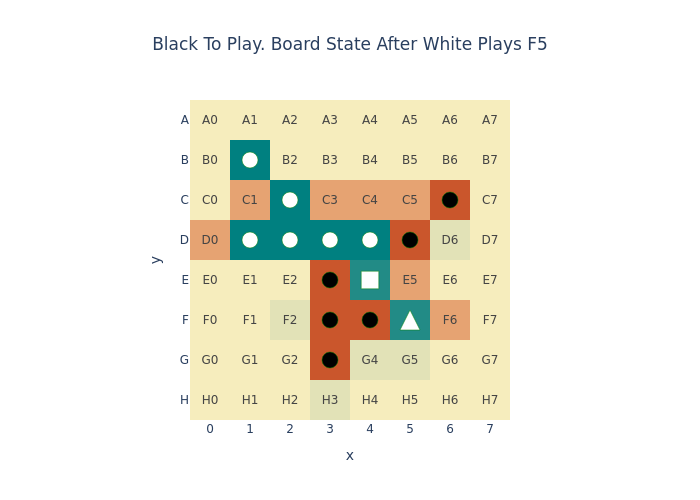 Black To Play. Board State After White Plays F5
A A0 A1 A2 A3 A4 A5 A6 A7
B B0 B2 B3 B4 B5 B6 B7
C C0 C1 C3 C4 C5 C7
D D0 D6 D7
y
E E0 E1 E2 E5 E6 E7
F F0 F1 F2 F6 F7
G G0 G1 G2 G4 G5 G6 G7
H H0 H1 H2 H3 H4 H5 H6 H7
0 1 2 3 4 5 6 7
x